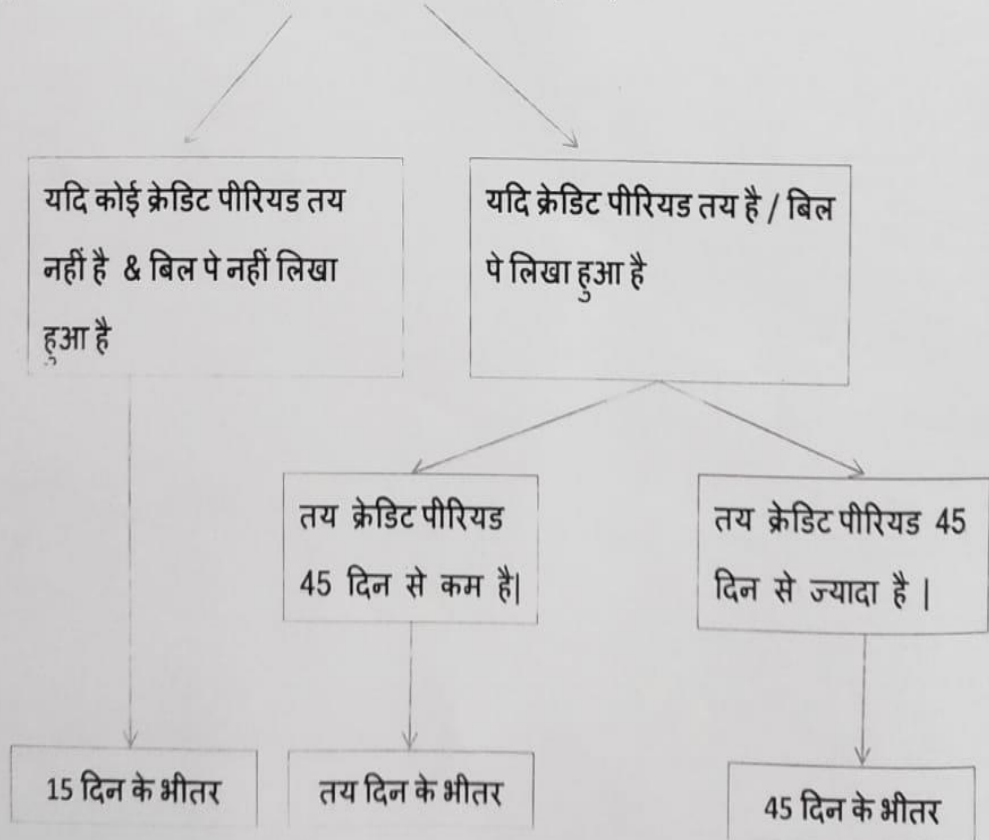 यदि कोई क्रेडिट पीरियड तय
नहीं है & बिल पे नहीं लिखा
हुआ है
यदि क्रेडिट पीरियड तय है / बिल
पे लिखा हुआ है
तय क्रेडिट पीरियड
45 दिन से कम है|
तय क्रेडिट पीरियड 45
दिन से ज्यादा है |
15 दिन के भीतर
तय दिन के भीतर
45 दिन के भीतर